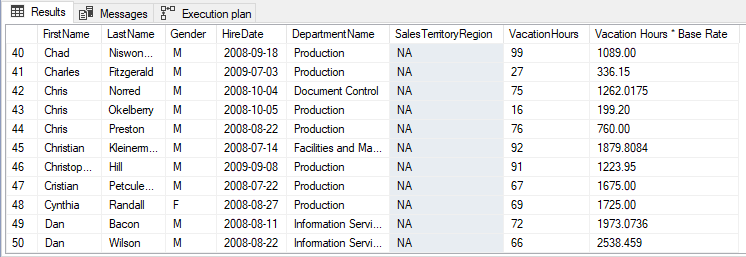 Results Messages Execution plan
FirstName LastName Gender HireDate DepartmentName SalesTerritoryRegion VacationHours Vacation Hours * Base Rate
40 Chad Niswon... M 2008-09-18 Production NA 99 1089.00
41 Charles Fitzgerald M 2009-07-03 Production NA 27 336.15
42 Chris Norred M 2008-10-04 Document Control NA 75 1262.0175
43 Chris Okelberry M 2008-10-05 Production NA 16 199.20
44 Chris Preston M 2008-08-22 Production NA 76 760.00
45 Christian Kleinerm... M 2008-07-14 Facilities and Ma... NA 92 1879.8084
46 Christop... Hill M 2009-09-08 Production NA 91 1223.95
47 Cristian Petcule... M 2008-07-22 Production NA 67 1675.00
48 Cynthia Randall F 2008-08-27 Production NA 69 1725.00
49 Dan Bacon M 2008-08-11 Information Servi... NA 72 1973.0736
50 Dan Wilson M 2008-08-22 Information Servi... NA 66 2538.459